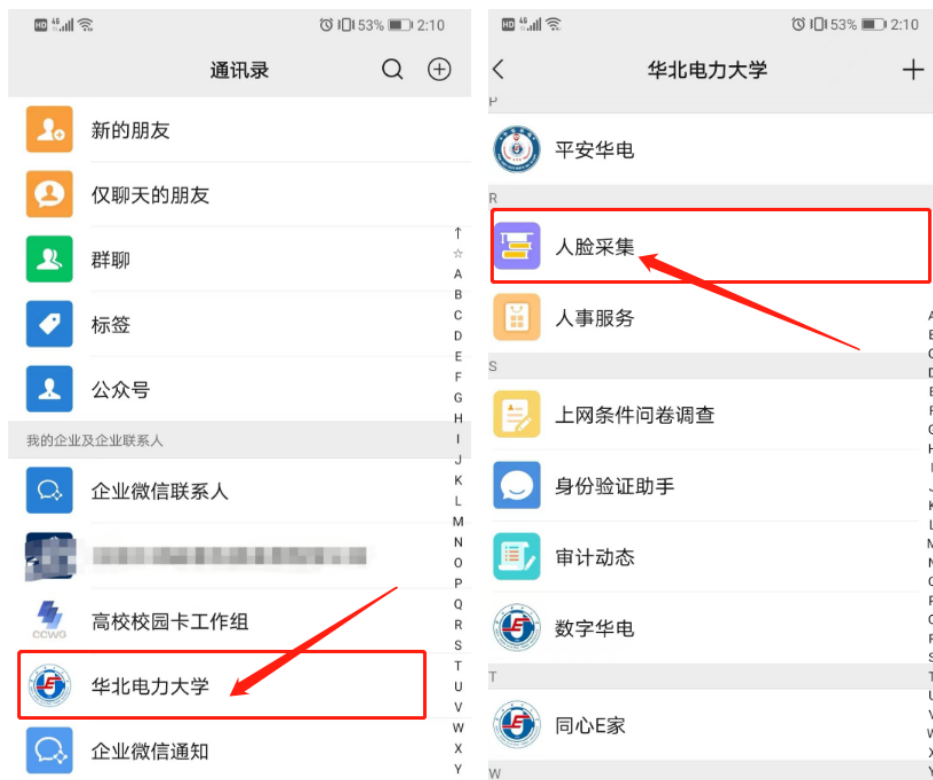 HD 4G 53% 2:10
通讯录
新的朋友
仅聊天的朋友
群聊
标签
公众号
我的企业及企业联系人
企业微信联系人
CCWG
高校校园卡工作组
华北电力大学
企业微信通知
↑
☆
A
B
C
D
E
F
G
H
I
J
K
L
M
N
O
P
Q
R
S
T
U
V
W
X
Y
HD 4G 53% 2:10
华北电力大学
P
平安华电
R
人脸采集
人事服务
S
上网条件问卷调查
身份验证助手
审计动态
数字华电
T
同心E家
W